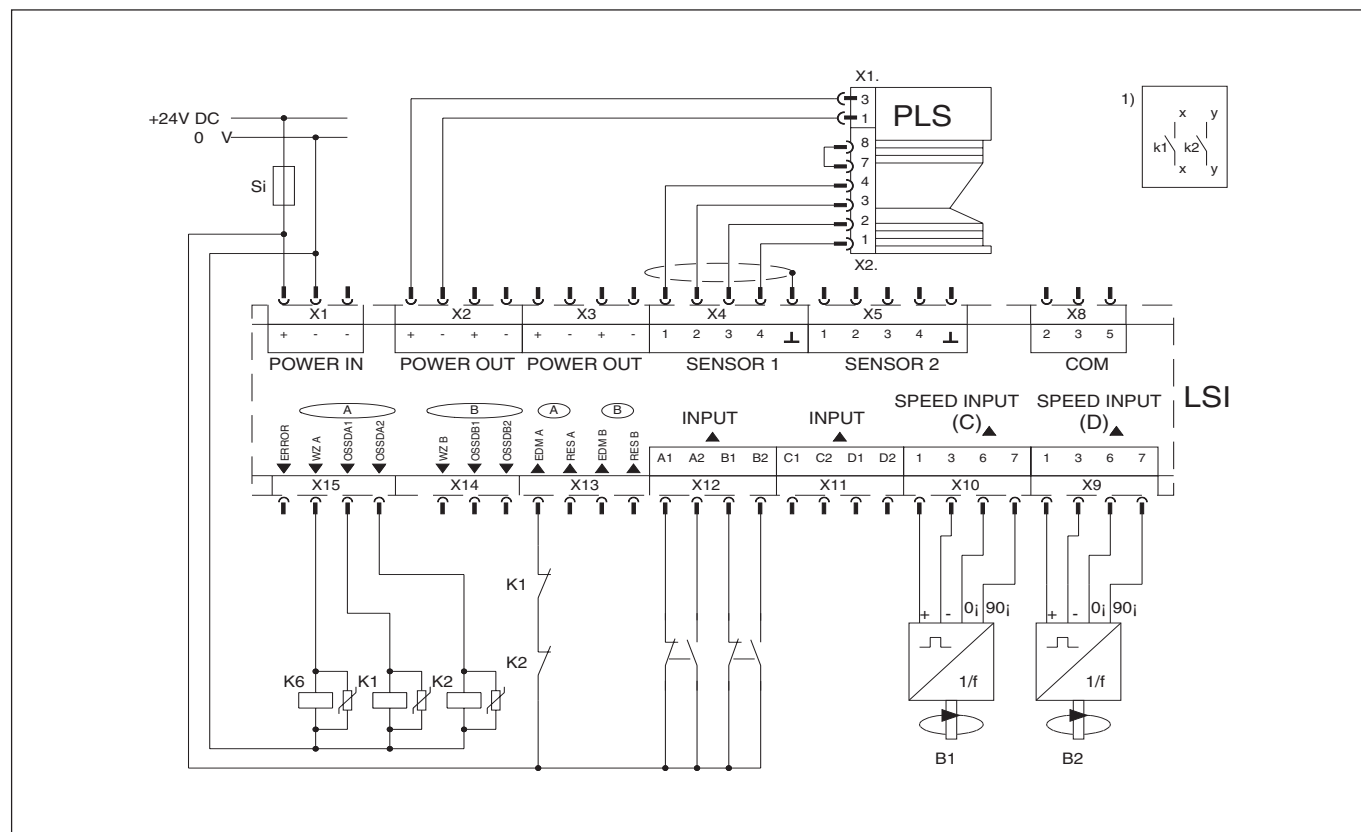 X1.
3
1
PLS
1)
x y
k1 k2
x y
+24V DC
0 V
8
7
4
3
2
1
X2.
Si
X1 X2 X3 X4 X5 X8
+ - - + - + - + - + - 1 2 3 4 ⊥ 1 2 3 4 ⊥ 2 3 5
POWER IN POWER OUT POWER OUT SENSOR 1 SENSOR 2 COM
LSI
A B A B
INPUT INPUT SPEED INPUT (C) SPEED INPUT (D)
ERROR WZ A OSSDA1 OSSDA2 WZ B OSSDB1 OSSDB2 EDM A RES A EDM B RES B
A1 A2 B1 B2 C1 C2 D1 D2 1 3 6 7 1 3 6 7
X15 X14 X13 X12 X11 X10 X9
K1
K2
+ - 0¡ 90¡ + - 0¡ 90¡
K6 K1 K2
1/f 1/f
B1 B2